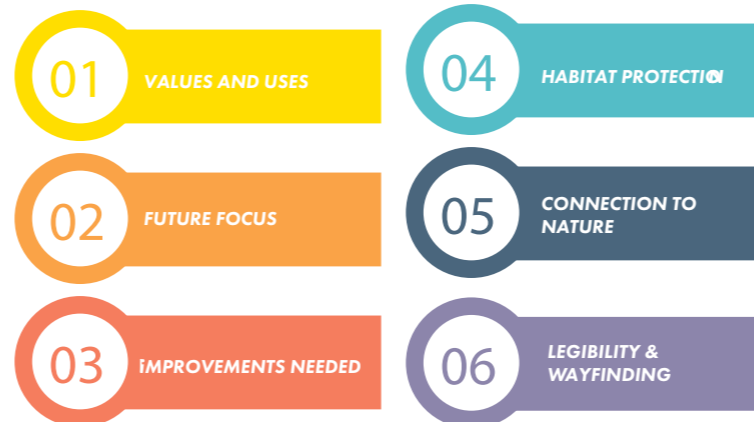 01
VALUES AND USES
02
FUTURE FOCUS
03
IMPROVEMENTS NEEDED
04
HABITAT PROTECTION
05
CONNECTION TO
NATURE
06
LEGIBILITY &
WAYFINDING